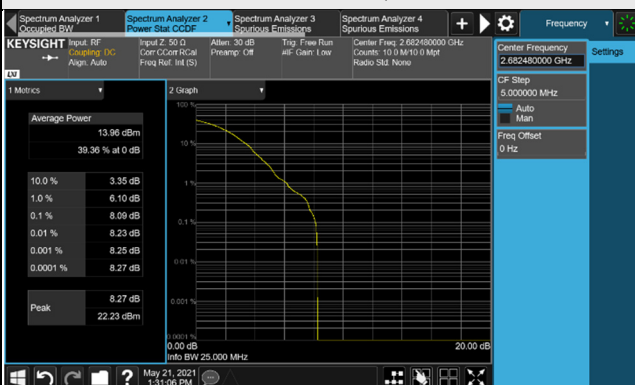 Spectrum Analyzer 1
Occupied BW
Spectrum Analyzer 2
Power Stat CCDF
Spectrum Analyzer 3
Spurious Emissions
Spectrum Analyzer 4
Spurious Emissions
Frequency
KEYSIGHT
Input: RF
Coupling: DC
Align: Auto
Input Z: 50 Ω
Corr CCorr RCal
Freq Ref: Int (S)
Atten: 30 dB
Preamp: Off
Trig: Free Run
#IF Gain: Low
Center Freq: 2.682480000 GHz
Counts: 10.0 M/10.0 Mpt
Radio Std: None
LXI
Center Frequency
2.682480000 GHz
Settings
CF Step
5.000000 MHz
Auto
Man
Freq Offset
0 Hz
1 Metrics
Average Power
13.96 dBm
39.36 % at 0 dB
10.0 % 3.35 dB
1.0 % 6.10 dB
0.1 % 8.09 dB
0.01 % 8.23 dB
0.001 % 8.25 dB
0.0001 % 8.27 dB
Peak
8.27 dB
22.23 dBm
2 Graph
100 %
10 %
1 %
0.1 %
0.01 %
0.001 %
0.0001 %
0.00 dB
20.00 dB
Info BW 25.000 MHz
May 21, 2021
1:31:06 PM